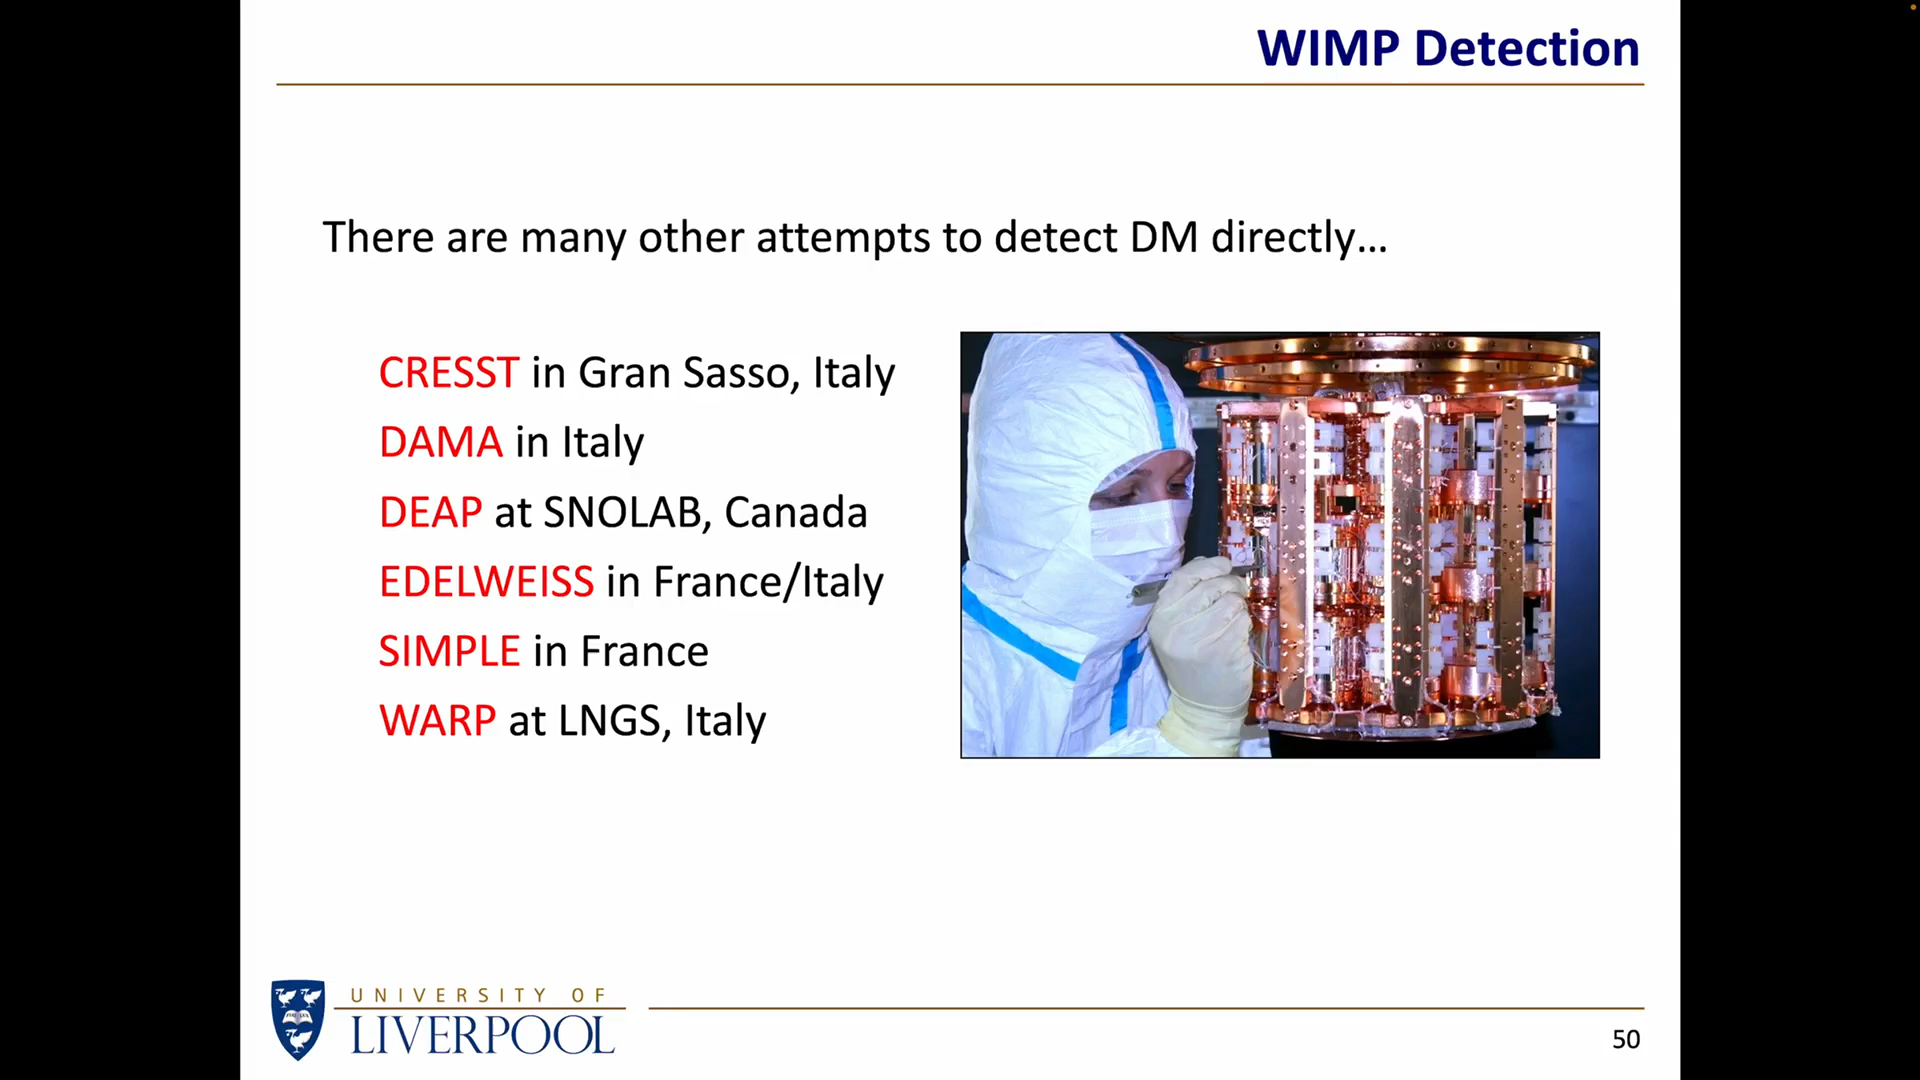 WIMP Detection
There are many other attempts to detect DM directly...
CRESST in Gran Sasso, Italy
DAMA in Italy
DEAP at SNOLAB, Canada
EDELWEISS in France/Italy
SIMPLE in France
WARP at LNGS, Italy
UNIVERSITY OF
LIVERPOOL
50